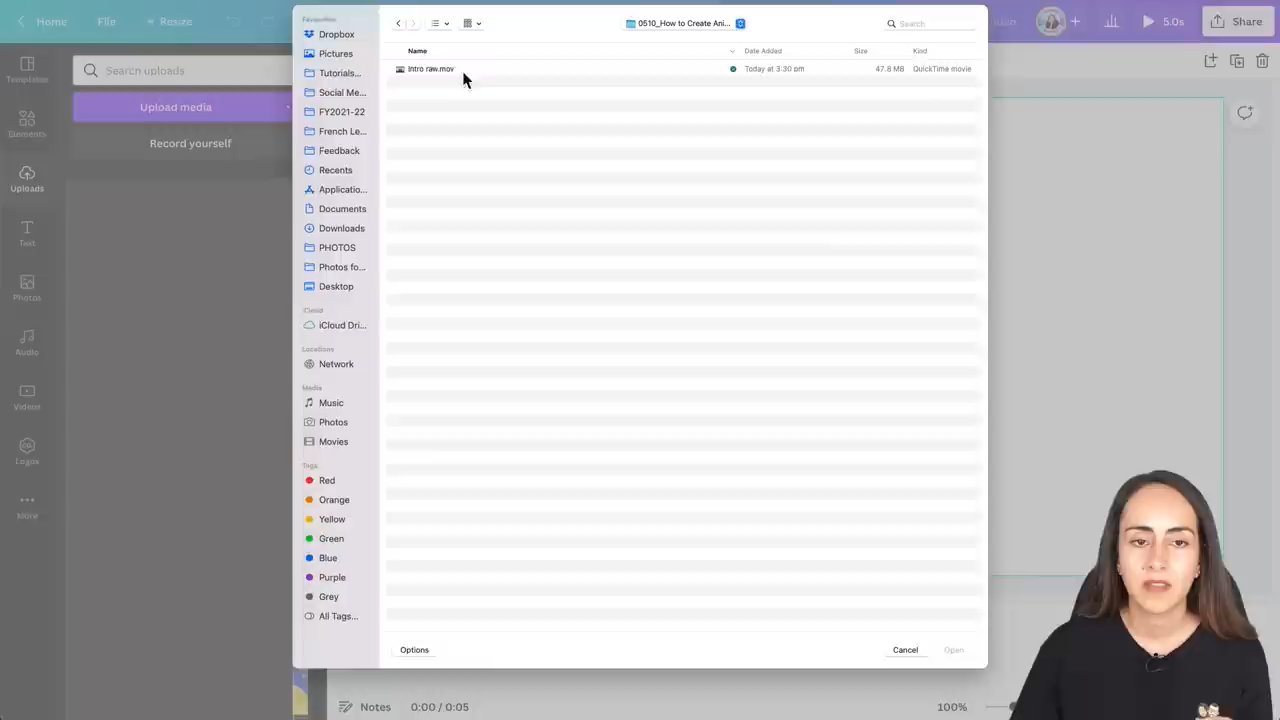 Home
File
Resize
Share
Search uploads
Upload media
Record yourself
Templates
Elements
Uploads
Text
Photos
Audio
Videos
Logos
More
Favourites
Dropbox
Pictures
Tutorials...
Social Me...
FY2021-22
French Le...
Feedback
Recents
Applicatio...
Documents
Downloads
PHOTOS
Photos fo...
Desktop
iCloud
iCloud Dri...
Locations
Network
Media
Music
Photos
Movies
Tags
Red
Orange
Yellow
Green
Blue
Purple
Grey
All Tags...
0510_How to Create Ani...
Search
Name Date Added Size Kind
Intro raw.mov Today at 3:30 pm 47.8 MB QuickTime movie
Options
Cancel
Open
Notes 0:00 / 0:05 100%